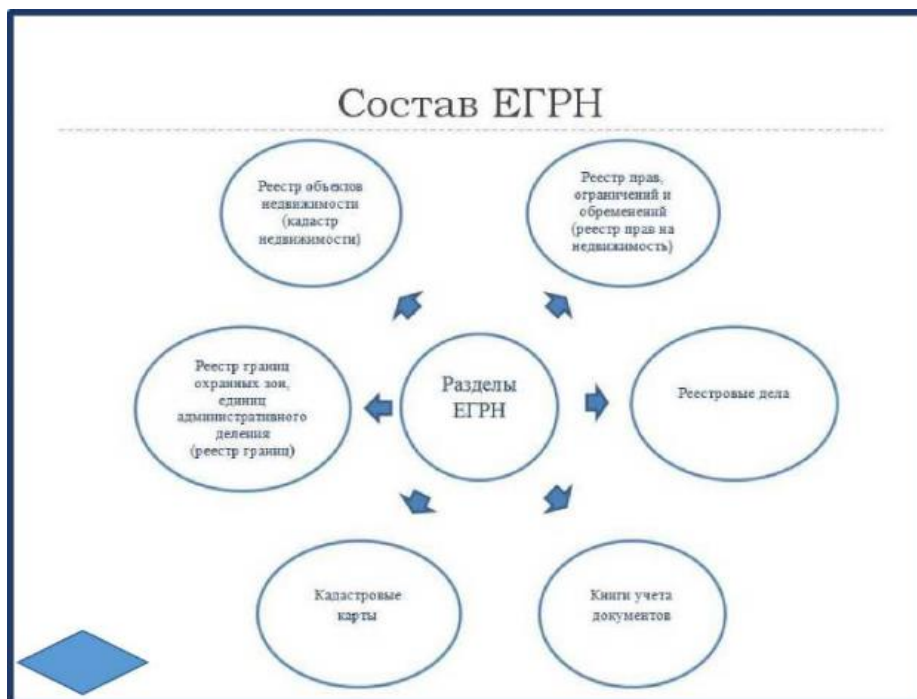 Состав ЕГРН
Реестр объектов
недвижимости
(кадастр
недвижимости)
Реестр прав,
ограничений и
обременений
(реестр прав на
недвижимость)
Реестр границ
охранных зон,
единиц
административного
деления
(реестр границ)
Разделы
ЕГРН
Реестровые дела
Кадастровые
карты
Книги учета
документов